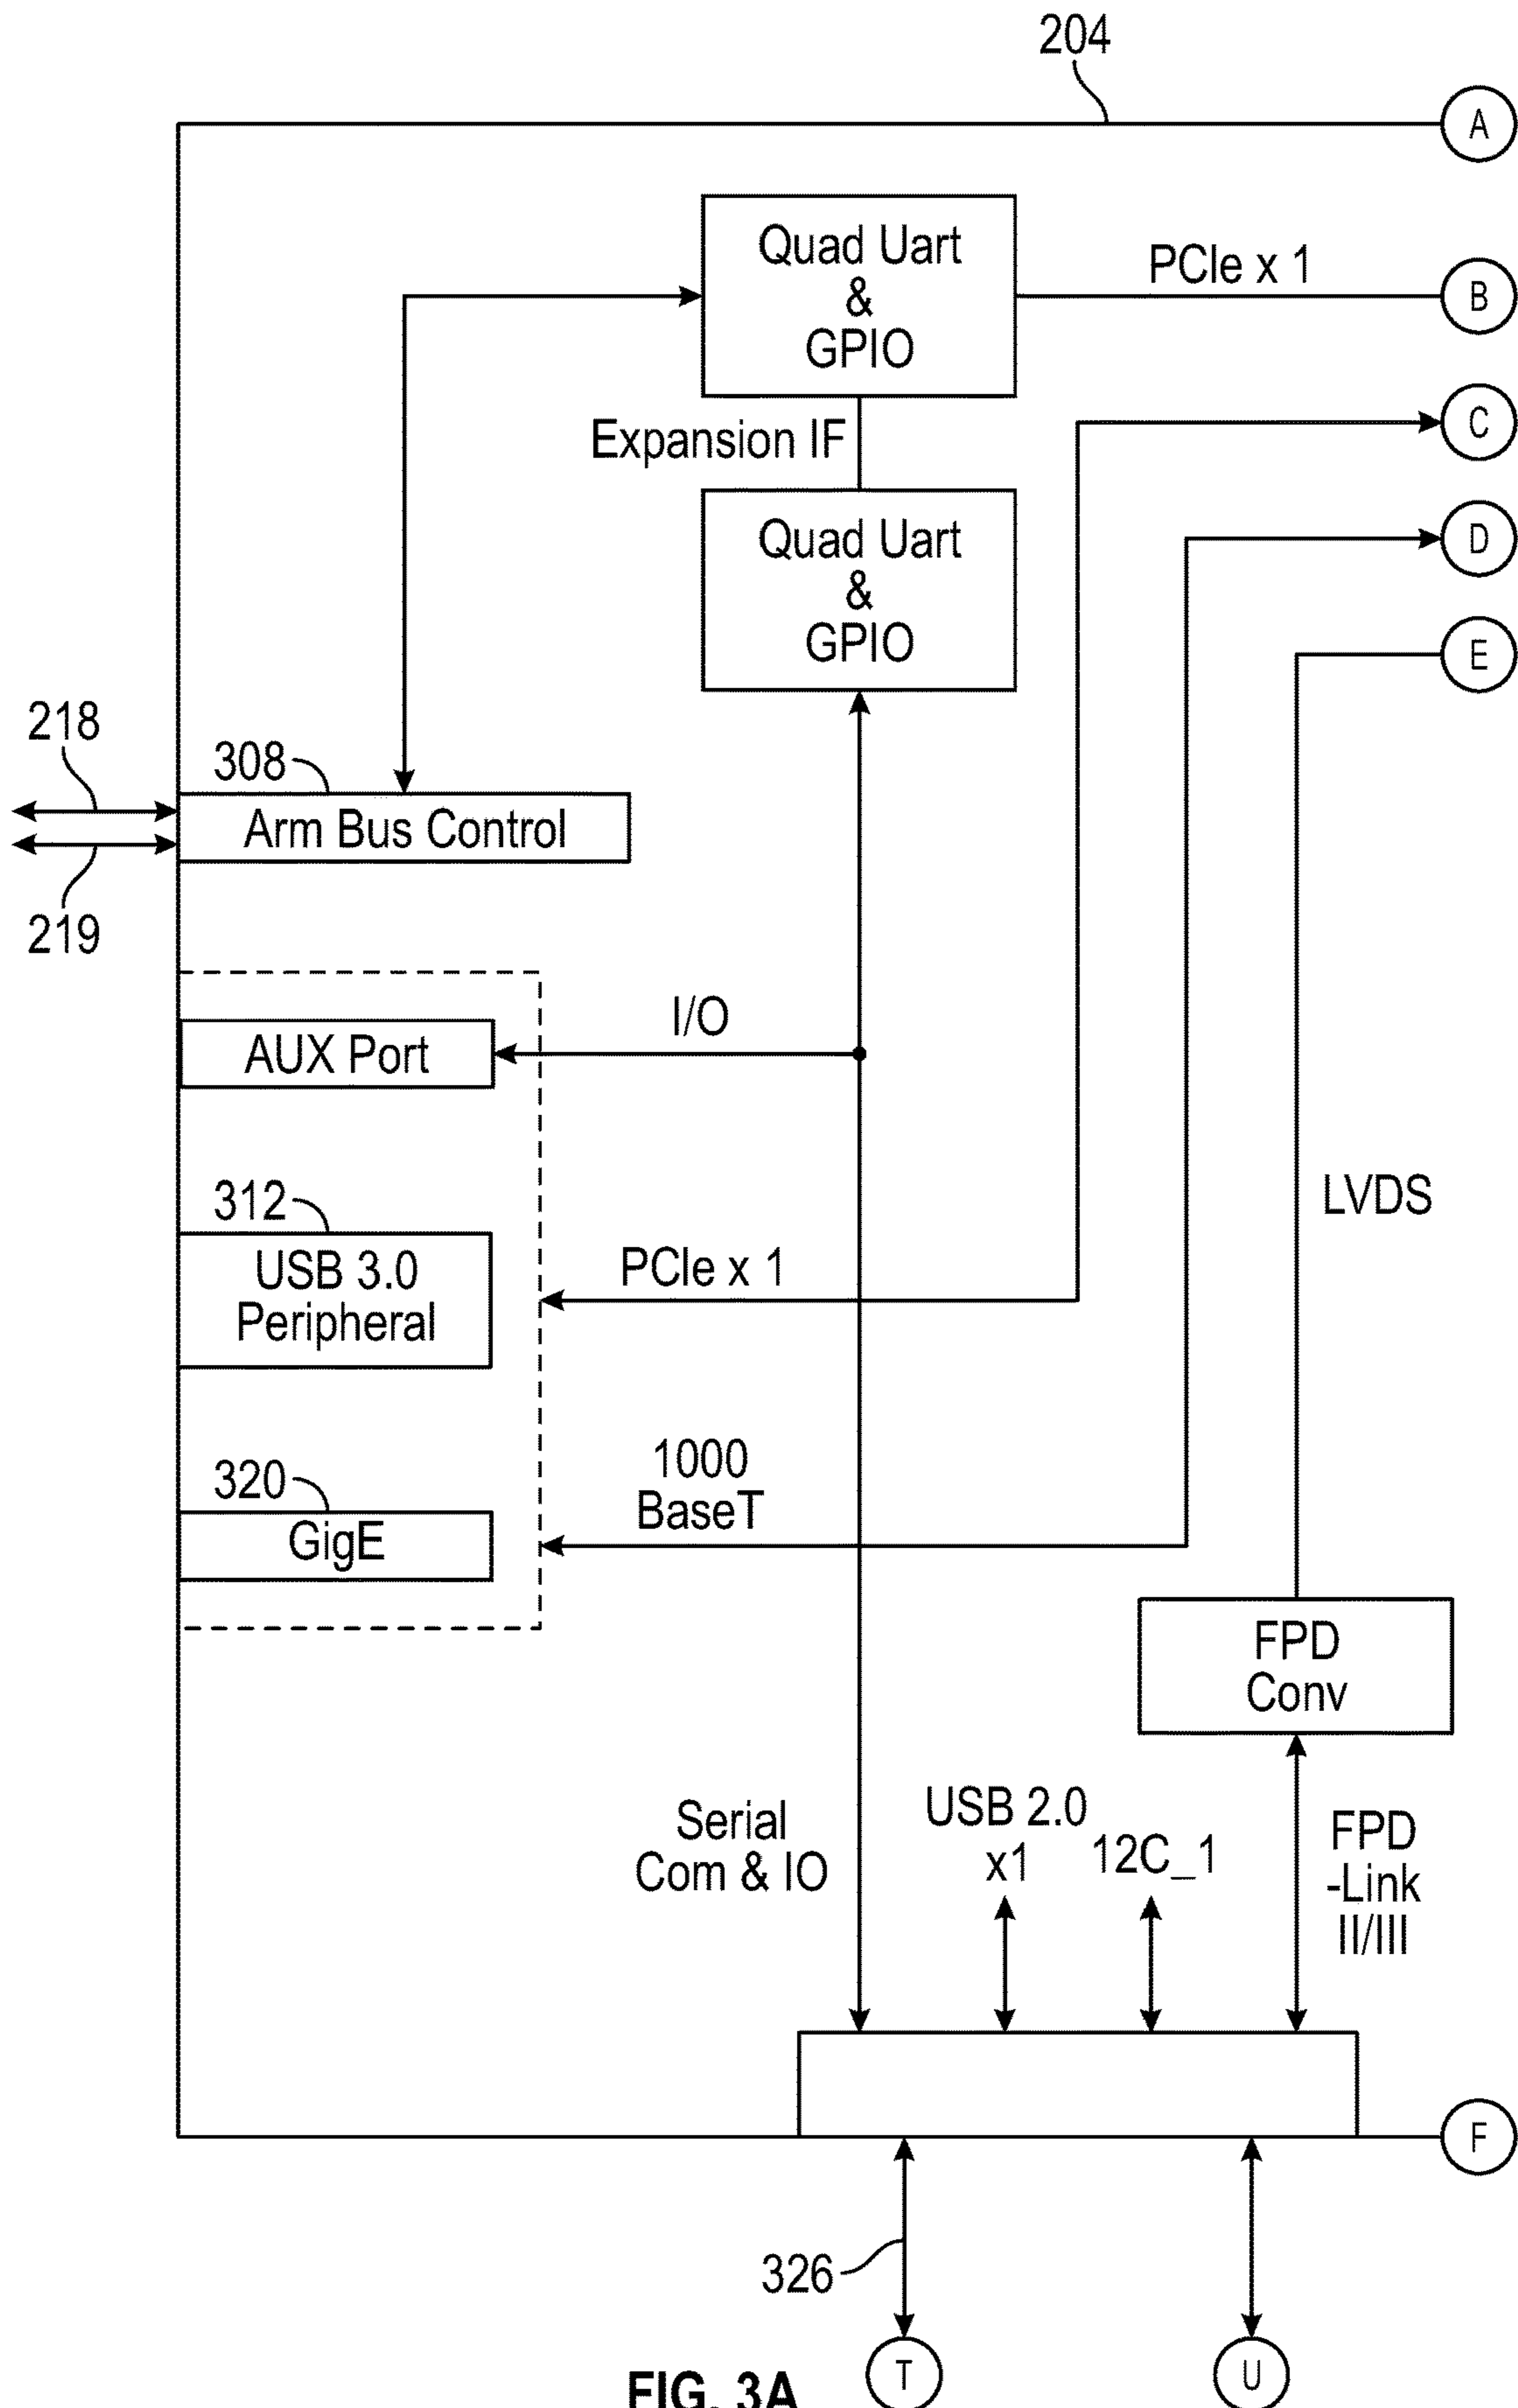 204
A
Quad Uart
&
GPIO
PCIe x 1
B
Expansion IF
C
Quad Uart
&
GPIO
D
E
218
308
Arm Bus Control
219
I/O
AUX Port
312
USB 3.0
Peripheral
PCIe x 1
LVDS
320
GigE
1000
BaseT
FPD
Conv
Serial
Com & IO
USB 2.0
x1
12C_1
FPD
-Link
II/III
F
326
T
U
FIG. 3A